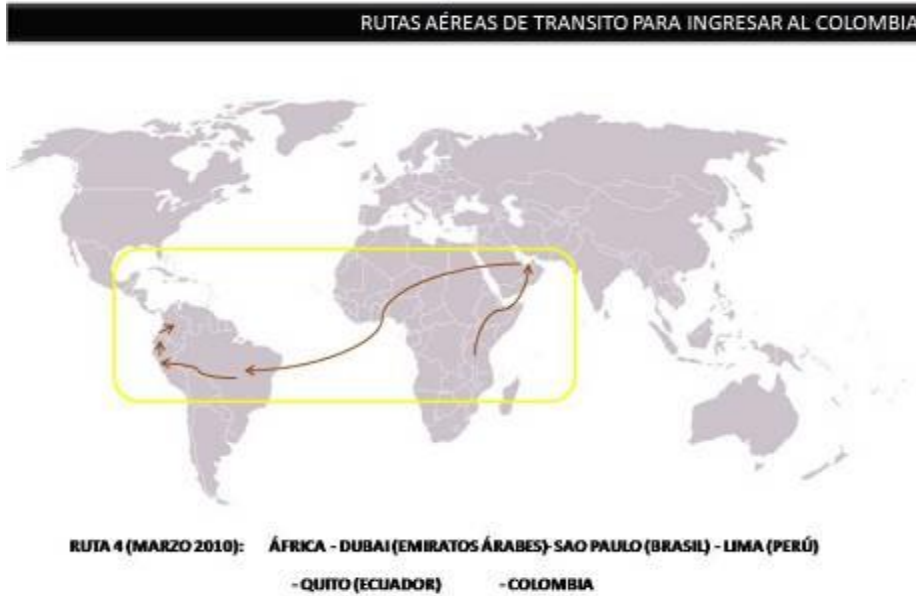 RUTAS AÉREAS DE TRANSITO PARA INGRESAR AL COLOMBIA
RUTA 4 (MARZO 2010): ÁFRICA - DUBAI (EMIRATOS ÁRABES)- SAO PAULO (BRASIL) - LIMA (PERÚ)
- QUITO (ECUADOR) - COLOMBIA